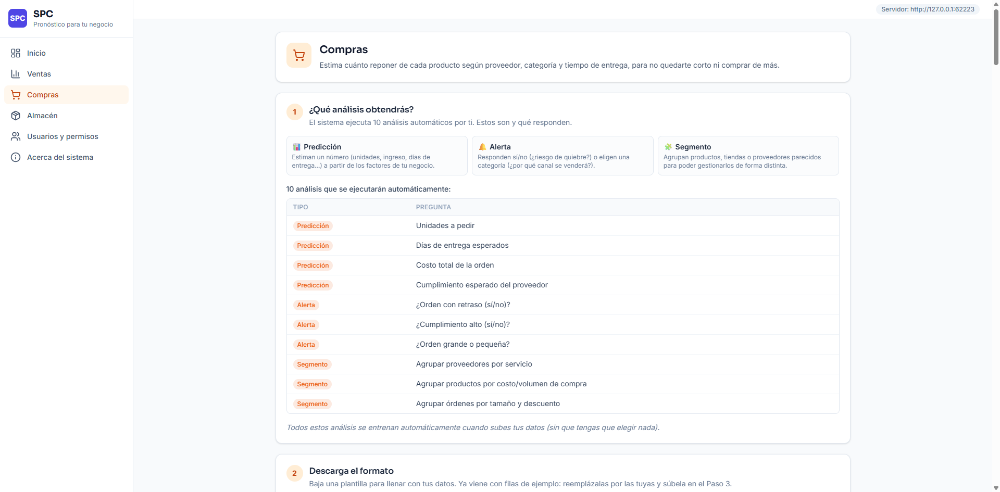 SPC
SPC
Pronóstico para tu negocio
Servidor: http://127.0.0.1:62223
Inicio
Ventas
Compras
Almacén
Usuarios y permisos
Acerca del sistema
Compras
Estima cuánto reponer de cada producto según proveedor, categoría y tiempo de entrega, para no quedarte corto ni comprar de más.
1
¿Qué análisis obtendrás?
El sistema ejecuta 10 análisis automáticos por ti. Estos son y qué responden.
Predicción
Estiman un número (unidades, ingreso, días de
entrega...) a partir de los factores de tu negocio.
Alerta
Responden sí/no (¿riesgo de quiebre?) o eligen una
categoría (¿por qué canal se venderá?).
Segmento
Agrupan productos, tiendas o proveedores parecidos
para poder gestionarlos de forma distinta.
10 análisis que se ejecutarán automáticamente:
TIPO PREGUNTA
Predicción Unidades a pedir
Predicción Días de entrega esperados
Predicción Costo total de la orden
Predicción Cumplimiento esperado del proveedor
Alerta ¿Orden con retraso (sí/no)?
Alerta ¿Cumplimiento alto (sí/no)?
Alerta ¿Orden grande o pequeña?
Segmento Agrupar proveedores por servicio
Segmento Agrupar productos por costo/volumen de compra
Segmento Agrupar órdenes por tamaño y descuento
Todos estos análisis se entrenan automáticamente cuando subes tus datos (sin que tengas que elegir nada).
2
Descarga el formato
Baja una plantilla para llenar con tus datos. Ya viene con filas de ejemplo: reemplázalas por las tuyas y súbela en el Paso 3.